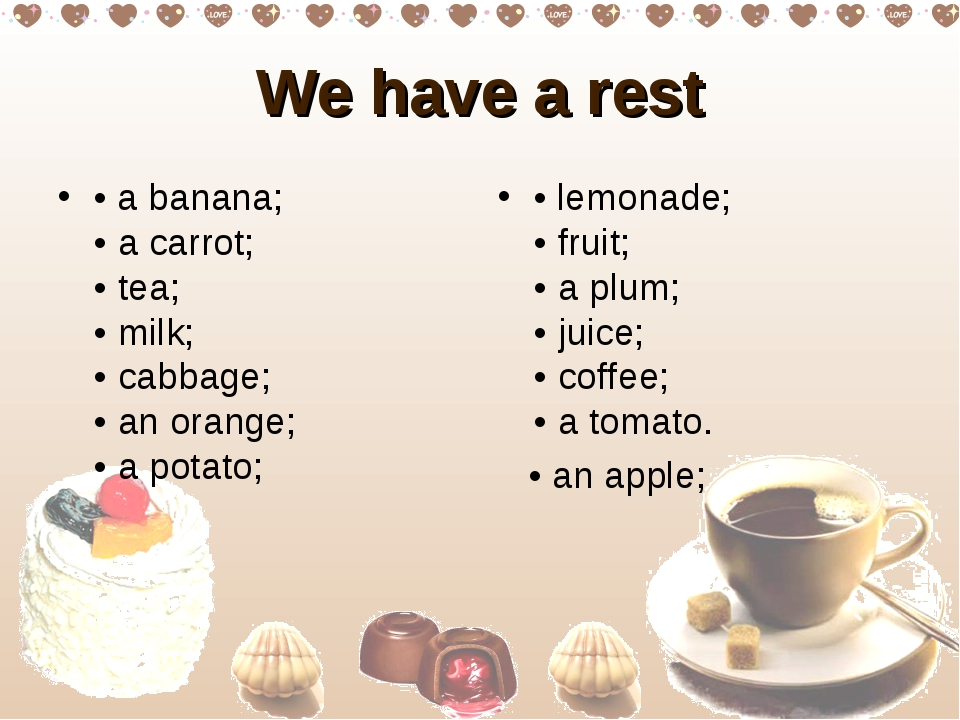 We have a rest
• • a banana;
• a carrot;
• tea;
• milk;
• cabbage;
• an orange;
• a potato;
• • lemonade;
• fruit;
• a plum;
• juice;
• coffee;
• a tomato.
• an apple;